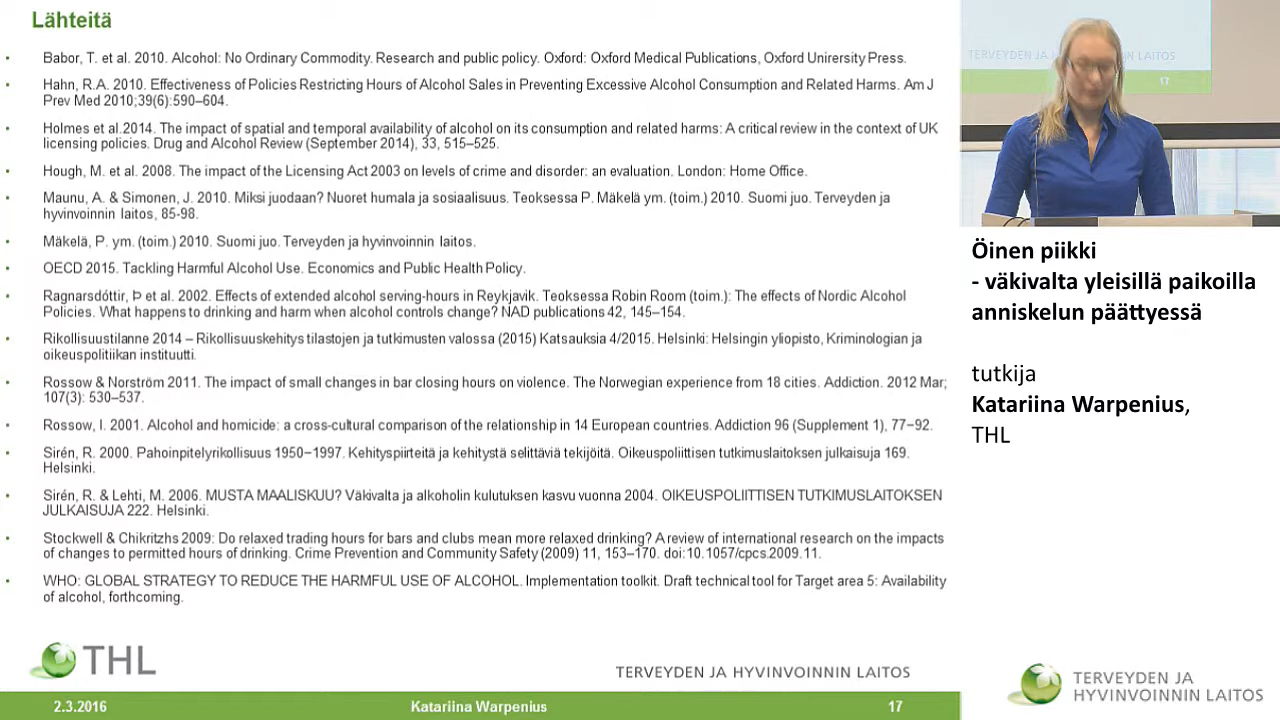 Lähteitä
• Babor, T. et al. 2010. Alcohol: No Ordinary Commodity. Research and public policy. Oxford: Oxford Medical Publications, Oxford Unirersity Press.
• Hahn, R.A. 2010. Effectiveness of Policies Restricting Hours of Alcohol Sales in Preventing Excessive Alcohol Consumption and Related Harms. Am J
Prev Med 2010;39(6):590–604.
• Holmes et al.2014. The impact of spatial and temporal availability of alcohol on its consumption and related harms: A critical review in the context of UK
licensing policies. Drug and Alcohol Review (September 2014), 33, 515–525.
• Hough, M. et al. 2008. The impact of the Licensing Act 2003 on levels of crime and disorder: an evaluation. London: Home Office.
• Maunu, A. & Simonen, J. 2010. Miksi juodaan? Nuoret humala ja sosiaalisuus. Teoksessa P. Mäkelä ym. (toim.) 2010. Suomi juo. Terveyden ja
hyvinvoinnin laitos, 85-98.
• Mäkelä, P. ym. (toim.) 2010. Suomi juo. Terveyden ja hyvinvoinnin laitos.
• OECD 2015. Tackling Harmful Alcohol Use. Economics and Public Health Policy.
• Ragnarsdóttir, Þ et al. 2002. Effects of extended alcohol serving-hours in Reykjavik. Teoksessa Robin Room (toim.): The effects of Nordic Alcohol
Policies. What happens to drinking and harm when alcohol controls change? NAD publications 42, 145–154.
• Rikollisuustilanne 2014 – Rikollisuuskehitys tilastojen ja tutkimusten valossa (2015) Katsauksia 4/2015. Helsinki: Helsingin yliopisto, Kriminologian ja
oikeuspolitiikan instituutti.
• Rossow & Norström 2011. The impact of small changes in bar closing hours on violence. The Norwegian experience from 18 cities. Addiction. 2012 Mar;
107(3): 530–537.
• Rossow, I. 2001. Alcohol and homicide: a cross-cultural comparison of the relationship in 14 European countries. Addiction 96 (Supplement 1), 77−92.
• Sirén, R. 2000. Pahoinpitelyrikollisuus 1950−1997. Kehityspiirteitä ja kehitystä selittäviä tekijöitä. Oikeuspoliittisen tutkimuslaitoksen julkaisuja 169.
Helsinki.
• Sirén, R. & Lehti, M. 2006. MUSTA MAALISKUU? Väkivalta ja alkoholin kulutuksen kasvu vuonna 2004. OIKEUSPOLIITTISEN TUTKIMUSLAITOKSEN
JULKAISUJA 222. Helsinki.
• Stockwell & Chikritzhs 2009: Do relaxed trading hours for bars and clubs mean more relaxed drinking? A review of international research on the impacts
of changes to permitted hours of drinking. Crime Prevention and Community Safety (2009) 11, 153–170. doi:10.1057/cpcs.2009.11.
• WHO: GLOBAL STRATEGY TO REDUCE THE HARMFUL USE OF ALCOHOL. Implementation toolkit. Draft technical tool for Target area 5: Availability
of alcohol, forthcoming.
THL
TERVEYDEN JA HYVINVOINNIN LAITOS
2.3.2016 Katariina Warpenius 17
TERVEYDEN JA HYVINVOINNIN LAITOS
17
Öinen piikki
- väkivalta yleisillä paikoilla
anniskelun päättyessä
tutkija
Katariina Warpenius,
THL
TERVEYDEN JA
HYVINVOINNIN LAITOS